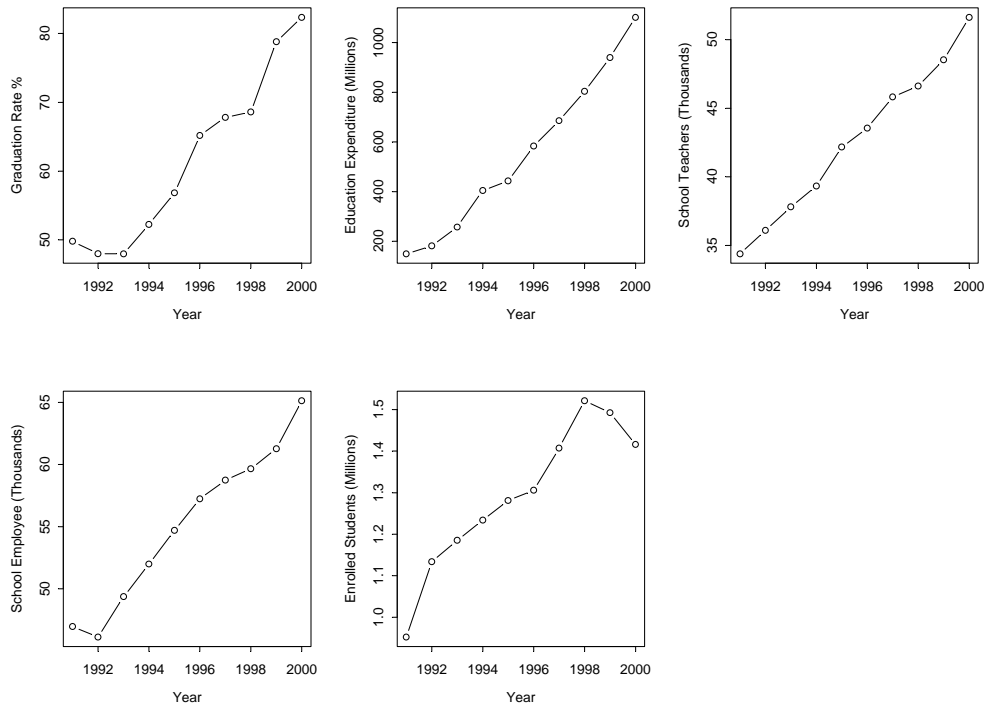 Graduation Rate %
50
60
70
80
1992 1994 1996 1998 2000
Year
Education Expenditure (Millions)
200
400
600
800
1000
1992 1994 1996 1998 2000
Year
School Teachers (Thousands)
35
40
45
50
1992 1994 1996 1998 2000
Year
School Employee (Thousands)
50
55
60
65
1992 1994 1996 1998 2000
Year
Enrolled Students (Millions)
1.0
1.1
1.2
1.3
1.4
1.5
1992 1994 1996 1998 2000
Year